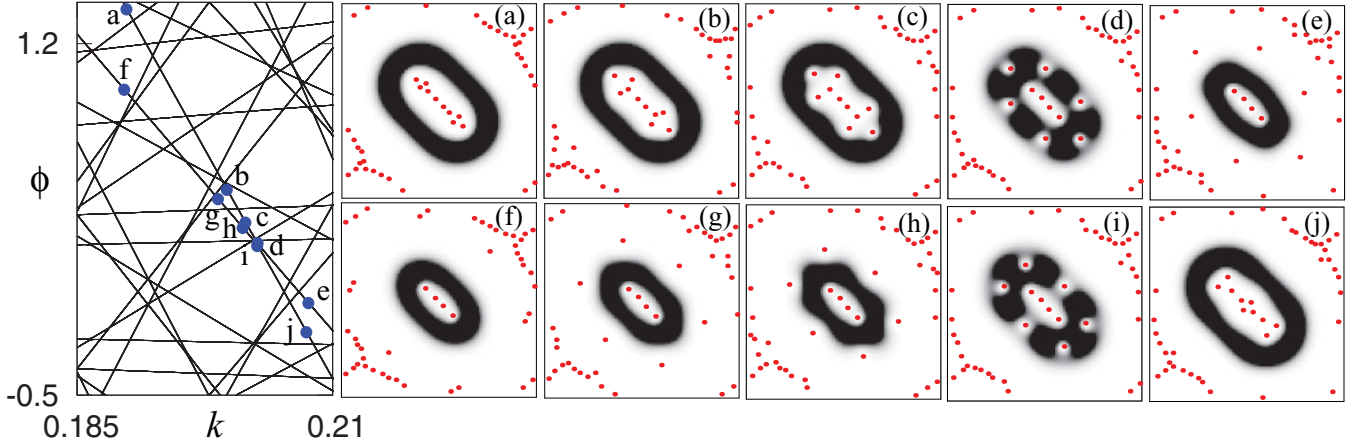 (a) (b) (c) (d) (e)
a
1.2
f
ϕ
b
(f) (g) (h) (i) (j)
g c
h
i d
e
j
-0.5
0.185 k 0.21